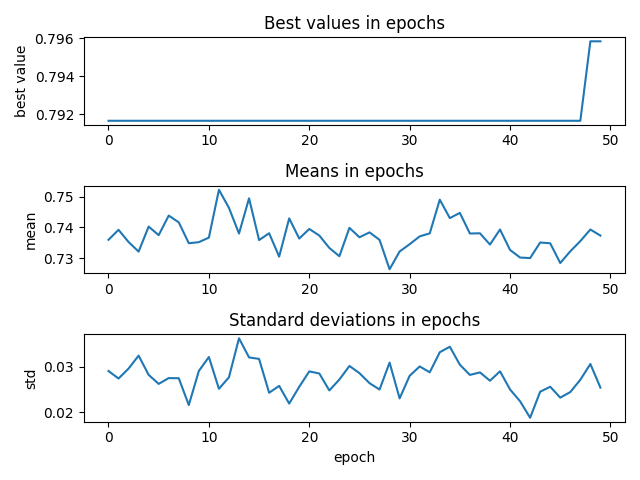 Best values in epochs
best value
0.796
0.794
0.792
0 10 20 30 40 50
Means in epochs
mean
0.75
0.74
0.73
0 10 20 30 40 50
Standard deviations in epochs
std
0.03
0.02
0 10 20 30 40 50
epoch